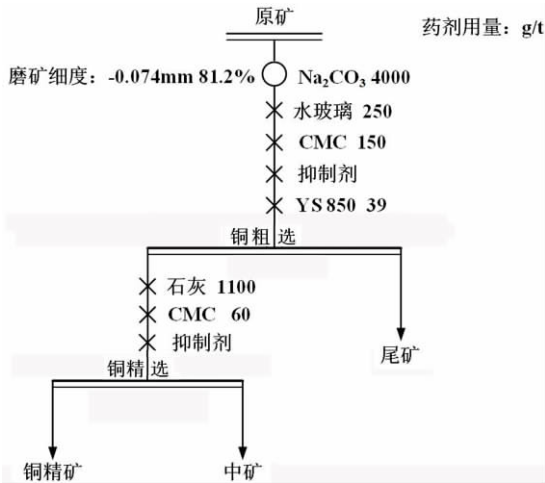 原矿
药剂用量：g/t
磨矿细度：-0.074mm 81.2%
Na₂CO₃ 4000
水玻璃 250
CMC 150
抑制剂
YS 850 39
铜粗选
石灰 1100
CMC 60
抑制剂
尾矿
铜精选
铜精矿
中矿